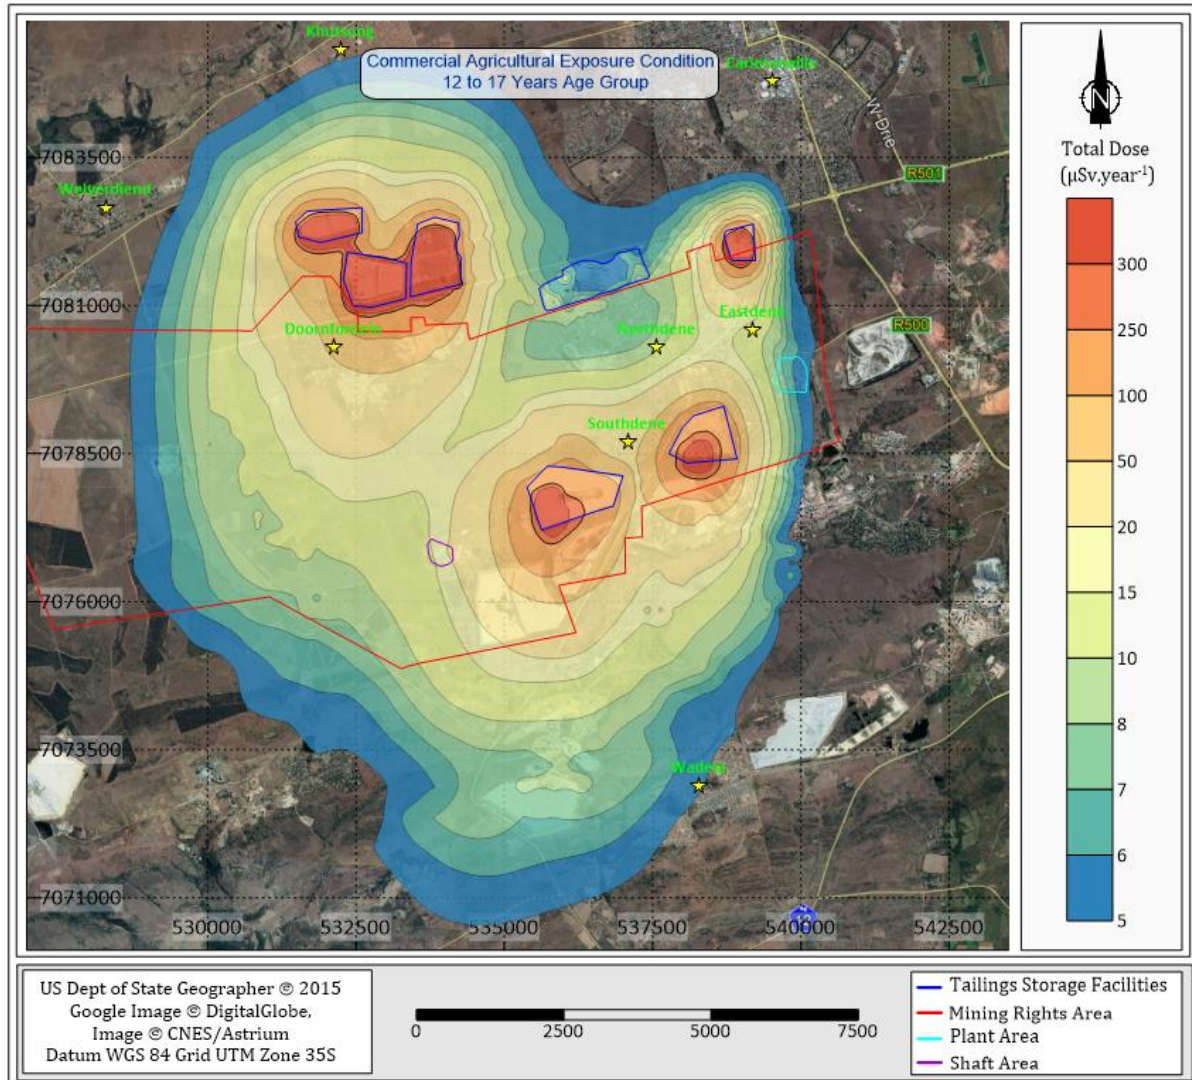 Khutsong
Commercial Agricultural Exposure Condition
12 to 17 Years Age Group
Carletonville
W-Drie
N
7083500
R501
Welverdiend
Total Dose
(µSv.year⁻¹)
300
7081000
Doornfontein
Northdene
Eastdene
R500
250
100
Southdene
7078500
50
20
15
7076000
10
8
7073500
Wadela
7
6
7071000
530000
532500
535000
537500
540000
542500
5
US Dept of State Geographer © 2015
Google Image © DigitalGlobe,
Image © CNES/Astrium
Datum WGS 84 Grid UTM Zone 35S
0
2500
5000
7500
Tailings Storage Facilities
Mining Rights Area
Plant Area
Shaft Area